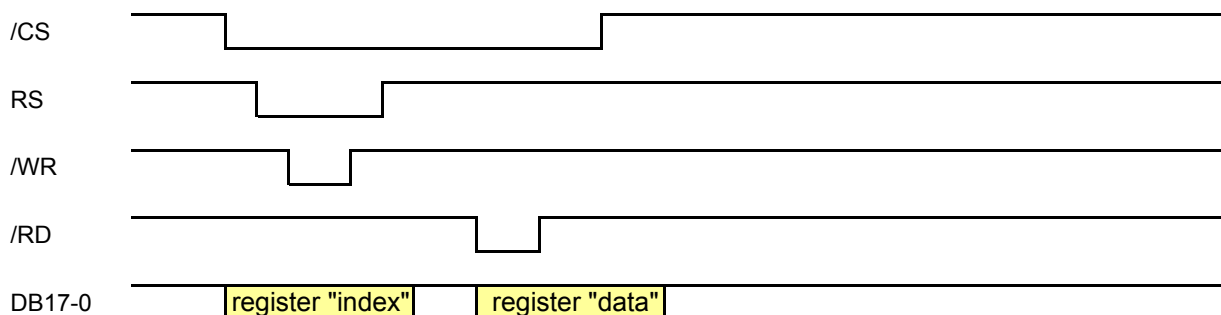 /CS
RS
/WR
/RD
DB17-0 register "index" register "data"